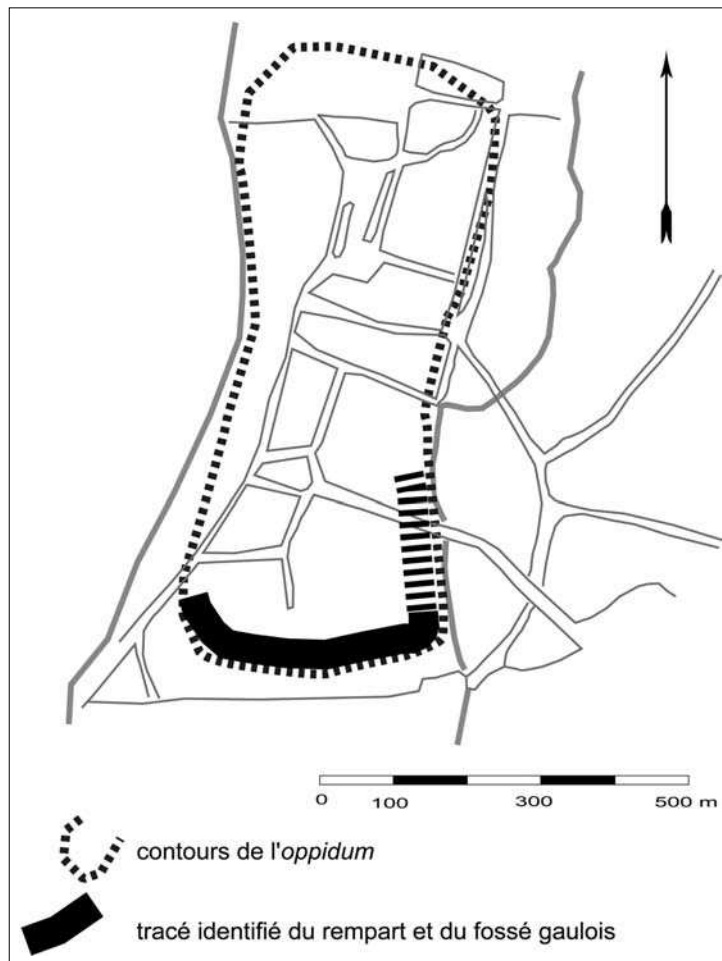 0 100 300 500 m
contours de l'oppidum
tracé identifié du rempart et du fossé gaulois